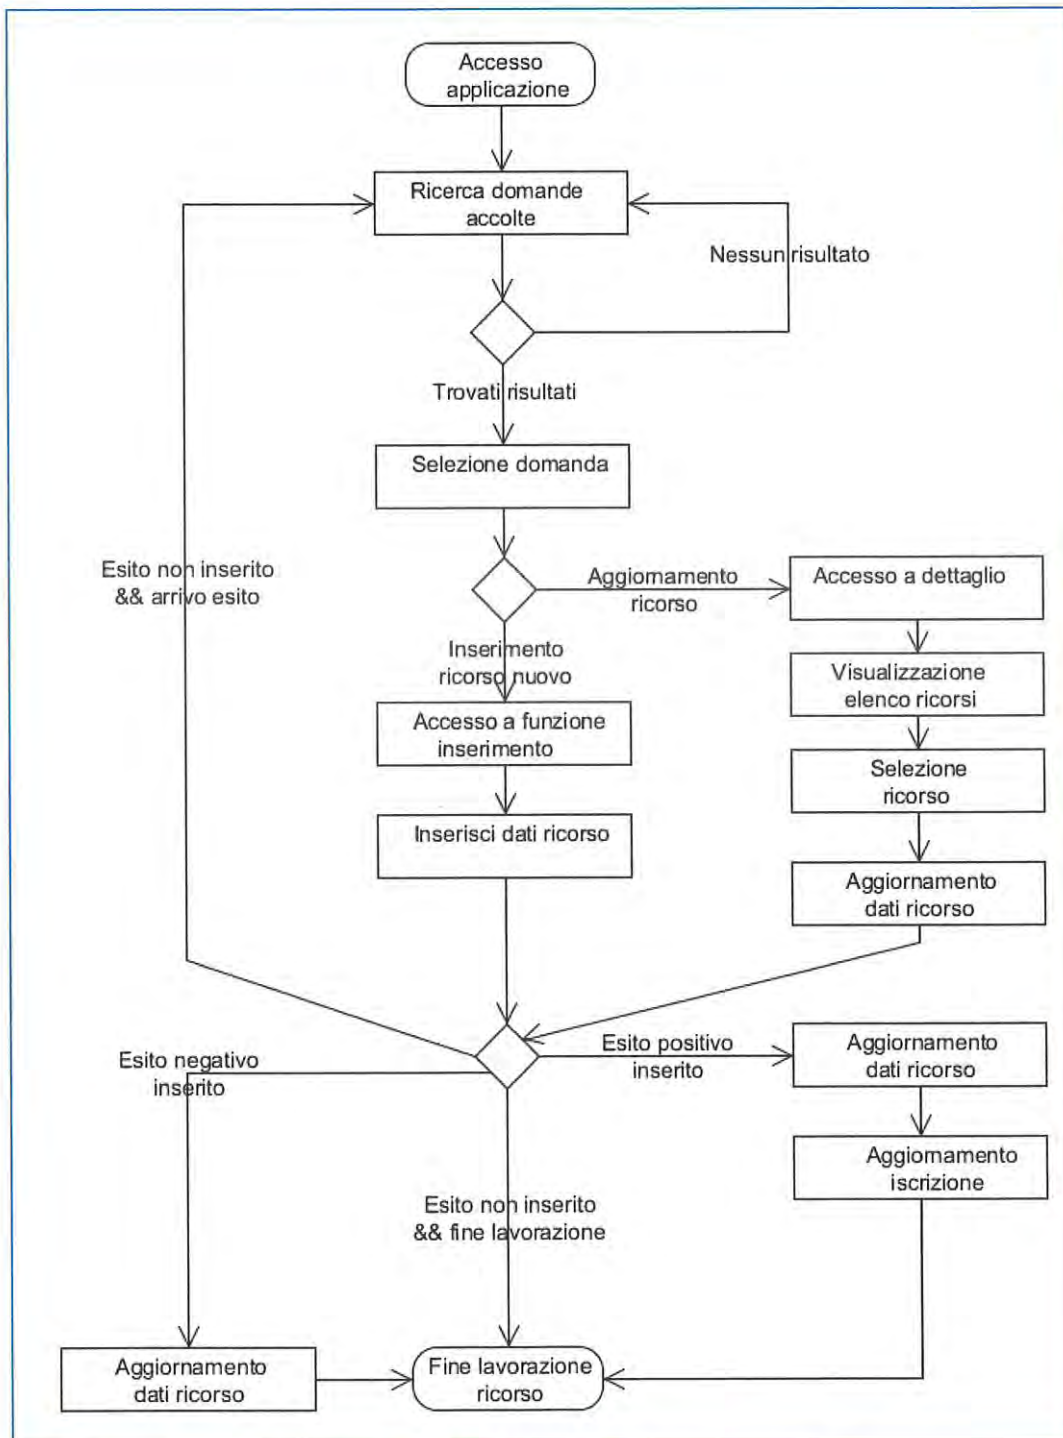 Accesso
applicazione
Ricerca domande
accolte
Nessun risultato
Trovati risultati
Selezione domanda
Esito non inserito
&& arrivo esito
Aggiornamento
ricorso
Accesso a dettaglio
Inserimento
ricorso nuovo
Visualizzazione
elenco ricorsi
Accesso a funzione
inserimento
Selezione
ricorso
Inserisci dati ricorso
Aggiornamento
dati ricorso
Esito negativo
inserito
Esito positivo
inserito
Aggiornamento
dati ricorso
Aggiornamento
iscrizione
Esito non inserito
&& fine lavorazione
Aggiornamento
dati ricorso
Fine lavorazione
ricorso